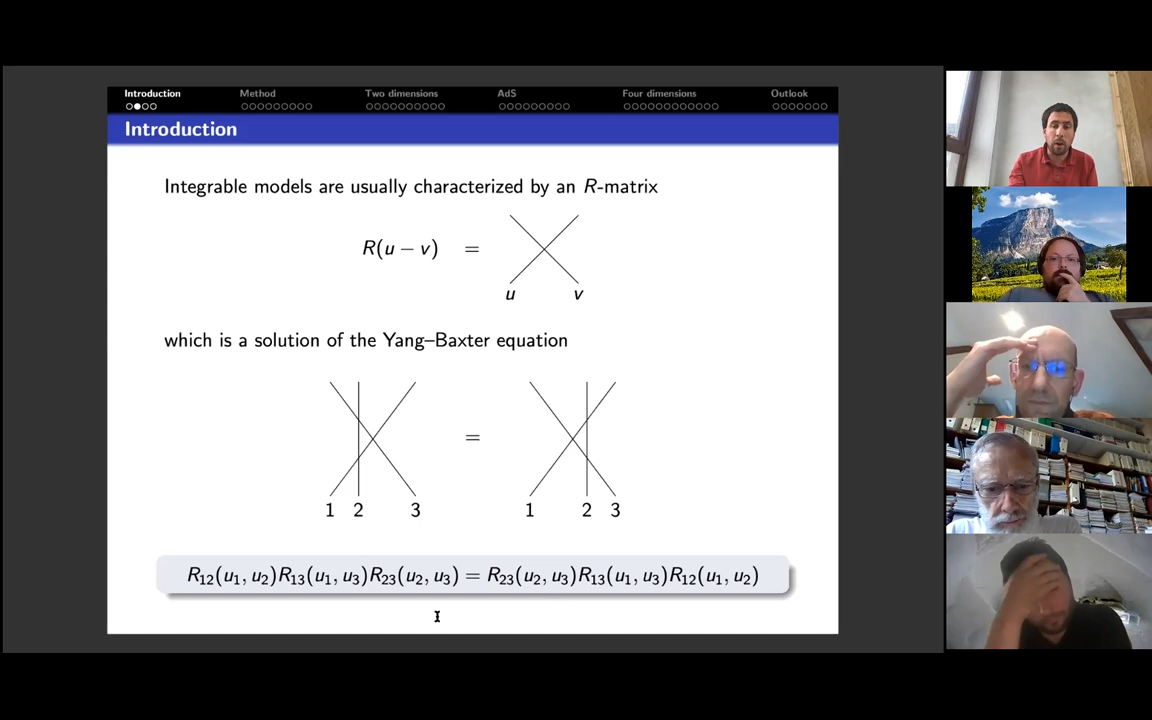 Introduction Method Two dimensions AdS Four dimensions Outlook
Introduction
Integrable models are usually characterized by an R-matrix
R(u − v) =
u v
which is a solution of the Yang–Baxter equation
=
1 2 3 1 2 3
R₁₂(u₁, u₂)R₁₃(u₁, u₃)R₂₃(u₂, u₃) = R₂₃(u₂, u₃)R₁₃(u₁, u₃)R₁₂(u₁, u₂)